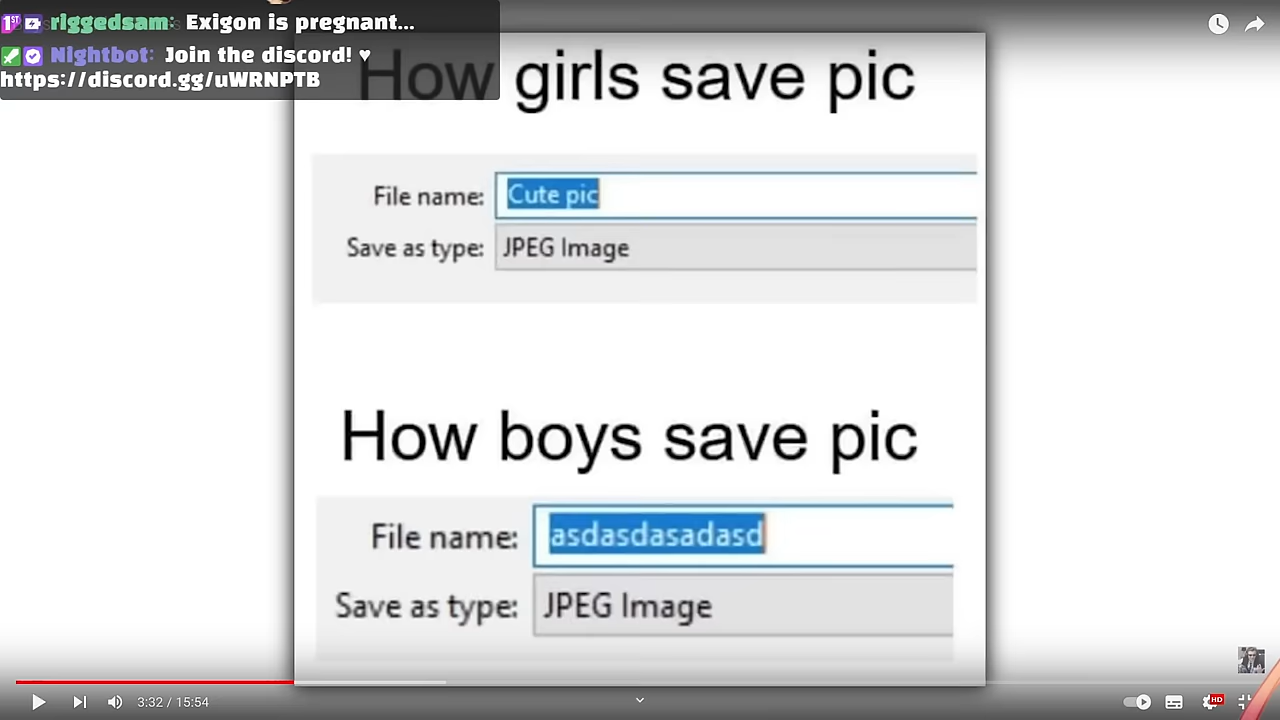 1ST riggedsam: Exigon is pregnant...
Nightbot: Join the discord! ♥
https://discord.gg/uWRNPTB
How girls save pic
File name: Cute pic
Save as type: JPEG Image
How boys save pic
File name: asdasdasadasd
Save as type: JPEG Image
3:32 / 15:54
HD